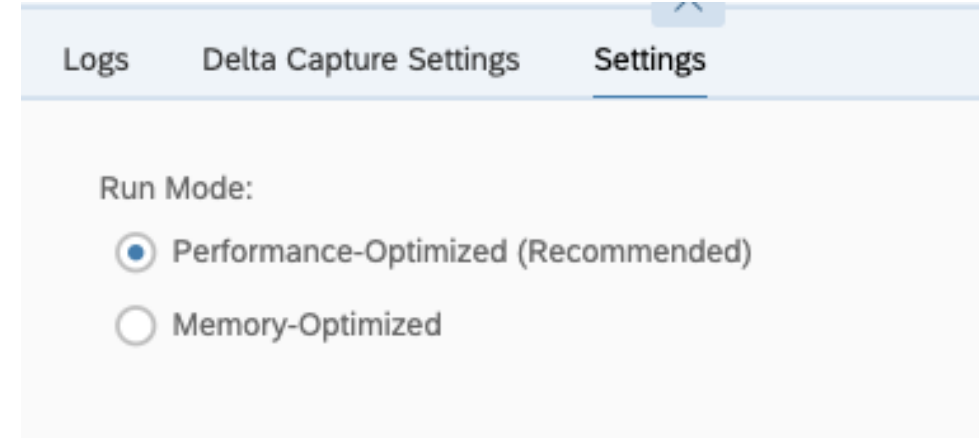 Logs Delta Capture Settings Settings
Run Mode:
Performance-Optimized (Recommended)
Memory-Optimized